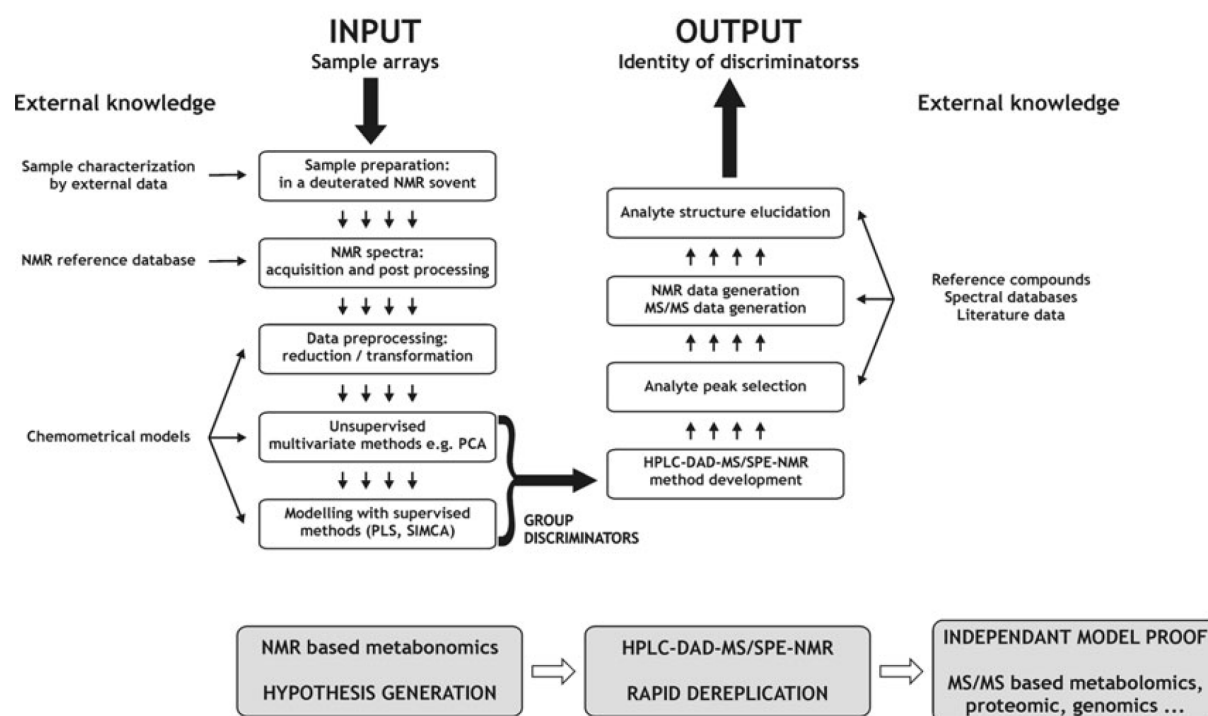 INPUT
Sample arrays
OUTPUT
Identity of discriminatorss
External knowledge
External knowledge
Sample characterization
by external data
Sample preparation:
in a deuterated NMR sovent
NMR reference database
NMR spectra:
acquisition and post processing
Data preprocessing:
reduction / transformation
Chemometrical models
Unsupervised
multivariate methods e.g. PCA
Modelling with supervised
methods (PLS, SIMCA)
GROUP
DISCRIMINATORS
Analyte structure elucidation
NMR data generation
MS/MS data generation
Analyte peak selection
HPLC-DAD-MS/SPE-NMR
method development
Reference compounds
Spectral databases
Literature data
NMR based metabonomics
HYPOTHESIS GENERATION
HPLC-DAD-MS/SPE-NMR
RAPID DEREPLICATION
INDEPENDANT MODEL PROOF
MS/MS based metabolomics,
proteomic, genomics ...